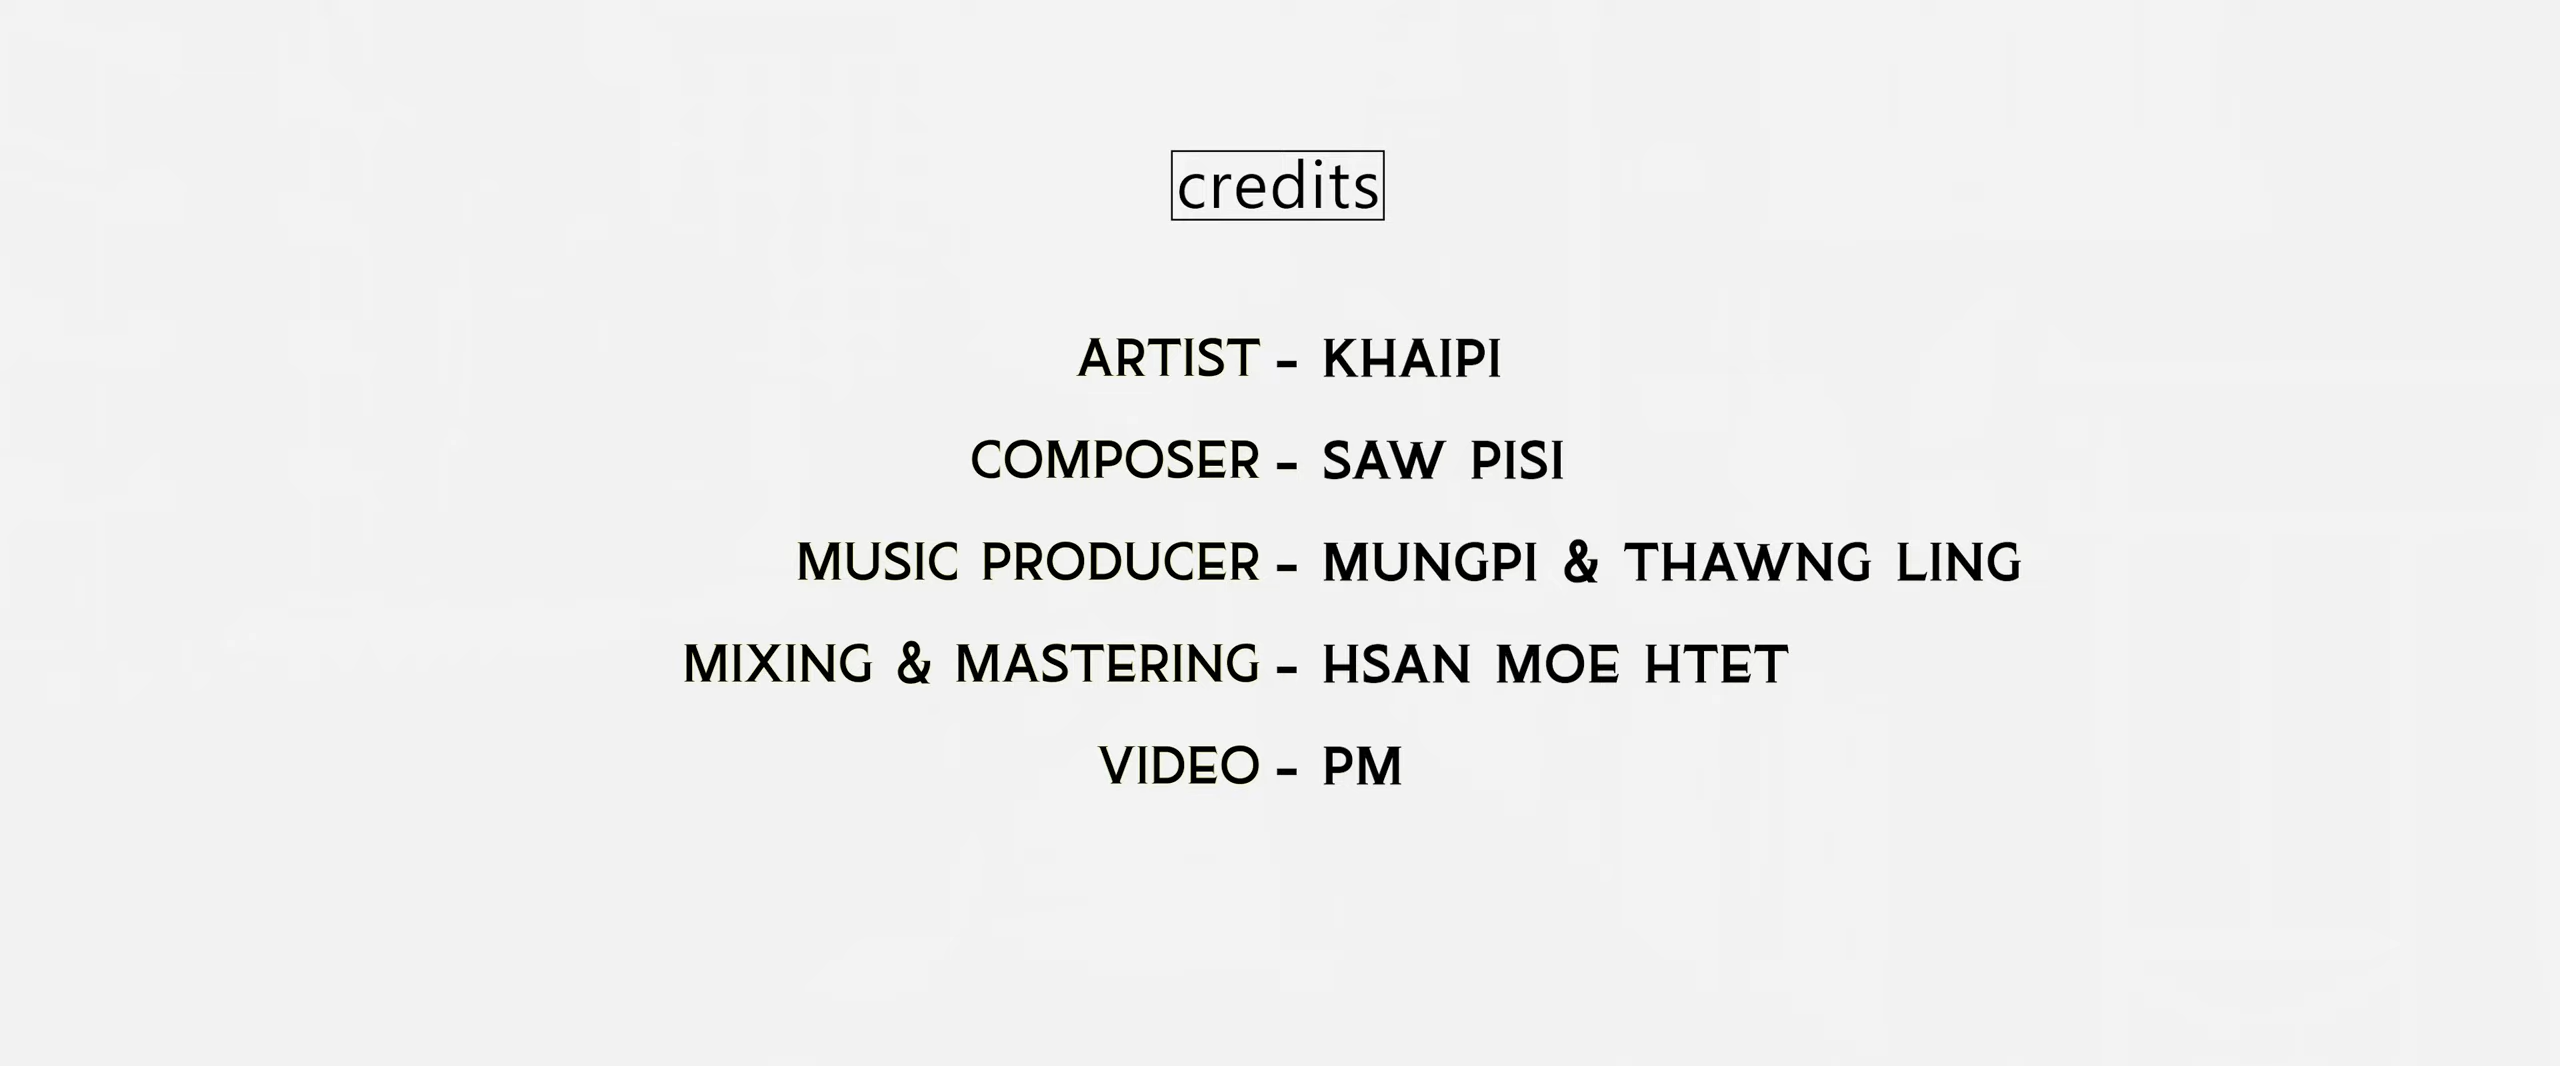 credits
ARTIST - KHAIPI
COMPOSER - SAW PISI
MUSIC PRODUCER - MUNGPI & THAWNG LING
MIXING & MASTERING - HSAN MOE HTET
VIDEO - PM